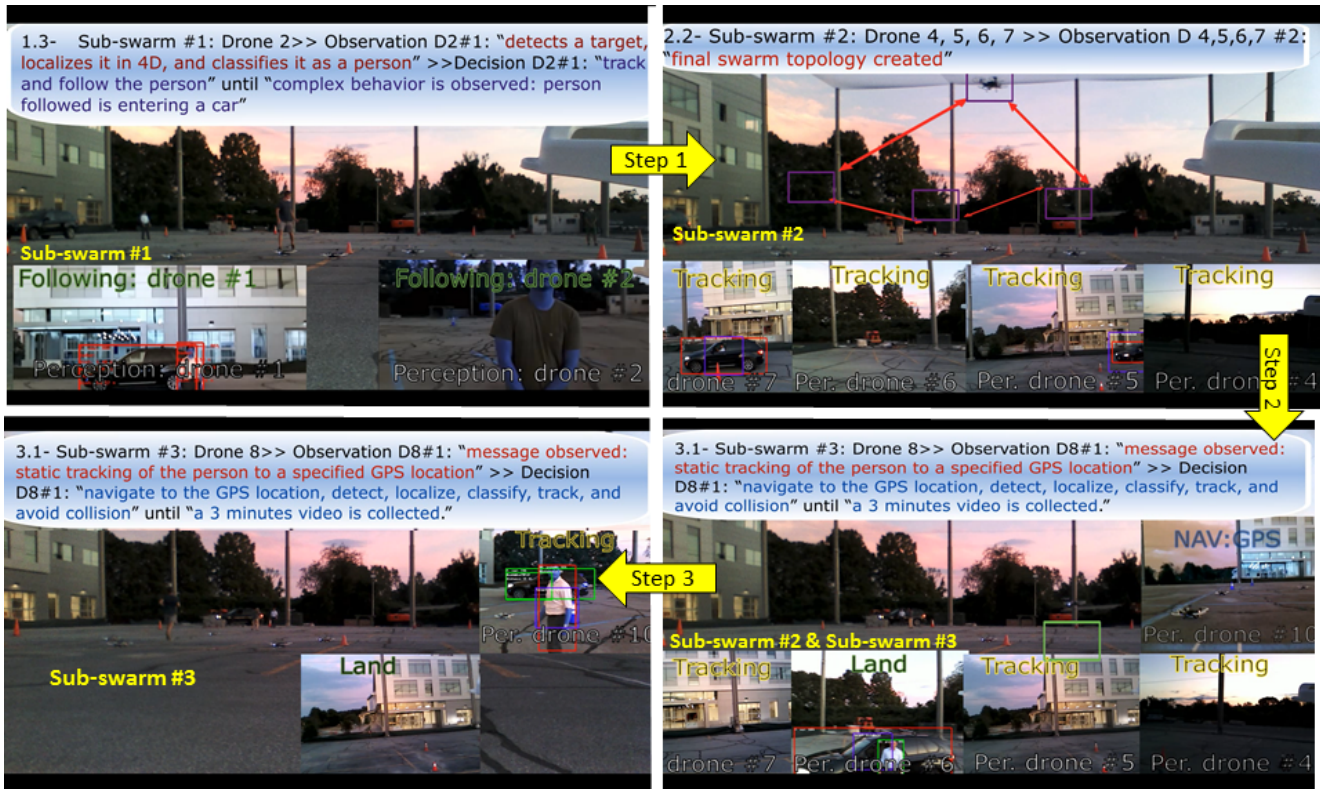 1.3- Sub-swarm #1: Drone 2>> Observation D2#1: “detects a target,
localizes it in 4D, and classifies it as a person” >>Decision D2#1: “track
and follow the person” until “complex behavior is observed: person
followed is entering a car”
Sub-swarm #1
Following: drone #1
Following: drone #2
Perception: drone #1
Perception: drone #2
Step 1
2.2- Sub-swarm #2: Drone 4, 5, 6, 7 >> Observation D 4,5,6,7 #2:
“final swarm topology created”
Sub-swarm #2
Tracking
Tracking
Tracking
Tracking
drone #7
Per. drone #6
Per. drone #5
Per. drone #4
Step 2
3.1- Sub-swarm #3: Drone 8>> Observation D8#1: “message observed:
static tracking of the person to a specified GPS location” >> Decision
D8#1: “navigate to the GPS location, detect, localize, classify, track, and
avoid collision” until “a 3 minutes video is collected.”
NAV:GPS
Per. drone #10
Sub-swarm #2 & Sub-swarm #3
Tracking
Land
Tracking
Tracking
drone #7
Per. drone #6
Per. drone #5
Per. drone #4
Step 3
3.1- Sub-swarm #3: Drone 8>> Observation D8#1: “message observed:
static tracking of the person to a specified GPS location” >> Decision
D8#1: “navigate to the GPS location, detect, localize, classify, track, and
avoid collision” until “a 3 minutes video is collected.”
Tracking
Per. drone #10
Sub-swarm #3
Land